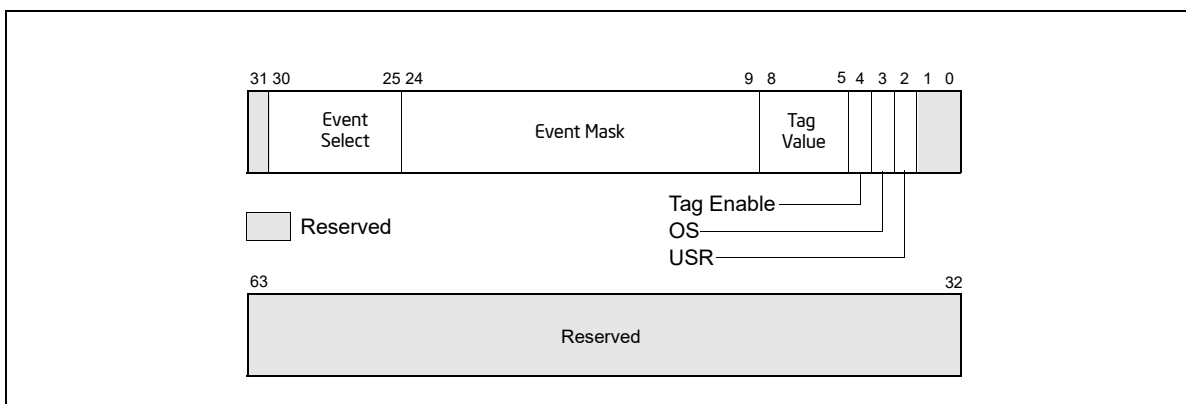 31 30 25 24 9 8 5 4 3 2 1 0
Event
Select
Event Mask
Tag
Value
Tag Enable
OS
USR
Reserved
63 32
Reserved